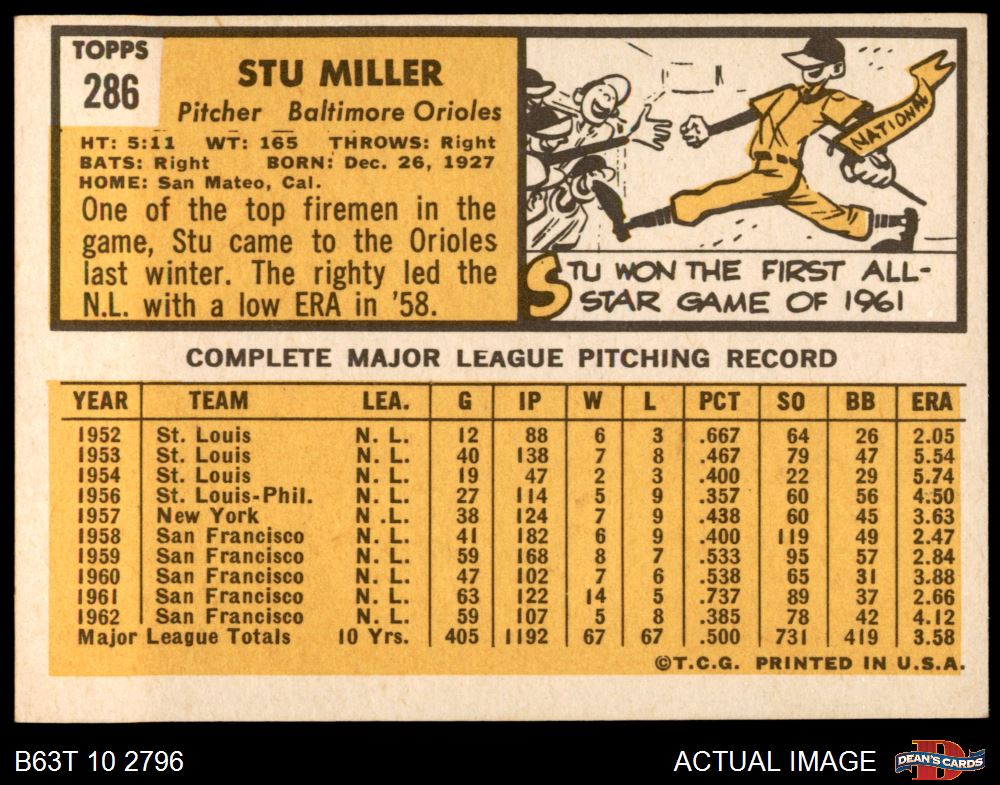 TOPPS
286
STU MILLER
Pitcher Baltimore Orioles
HT: 5:11 WT: 165 THROWS: Right
BATS: Right BORN: Dec. 26, 1927
HOME: San Mateo, Cal.
One of the top firemen in the
game, Stu came to the Orioles
last winter. The righty led the
N.L. with a low ERA in '58.
NATIONAL
STU WON THE FIRST ALL-
STAR GAME OF 1961
COMPLETE MAJOR LEAGUE PITCHING RECORD
YEAR TEAM LEA. G IP W L PCT SO BB ERA
1952 St. Louis N. L. 12 88 6 3 .667 64 26 2.05
1953 St. Louis N. L. 40 138 7 8 .467 79 47 5.54
1954 St. Louis N. L. 19 47 2 3 .400 22 29 5.74
1956 St. Louis-Phil. N. L. 27 114 5 9 .357 60 56 4.50
1957 New York N .L. 38 124 7 9 .438 60 45 3.63
1958 San Francisco N. L. 41 182 6 9 .400 119 49 2.47
1959 San Francisco N. L. 59 168 8 7 .533 95 57 2.84
1960 San Francisco N. L. 47 102 7 6 .538 65 31 3.88
1961 San Francisco N. L. 63 122 14 5 .737 89 37 2.66
1962 San Francisco N. L. 59 107 5 8 .385 78 42 4.12
Major League Totals 10 Yrs. 405 1192 67 67 .500 731 419 3.58
©T.C.G. PRINTED IN U.S.A.
B63T 10 2796
ACTUAL IMAGE
D
DEAN'S CARDS